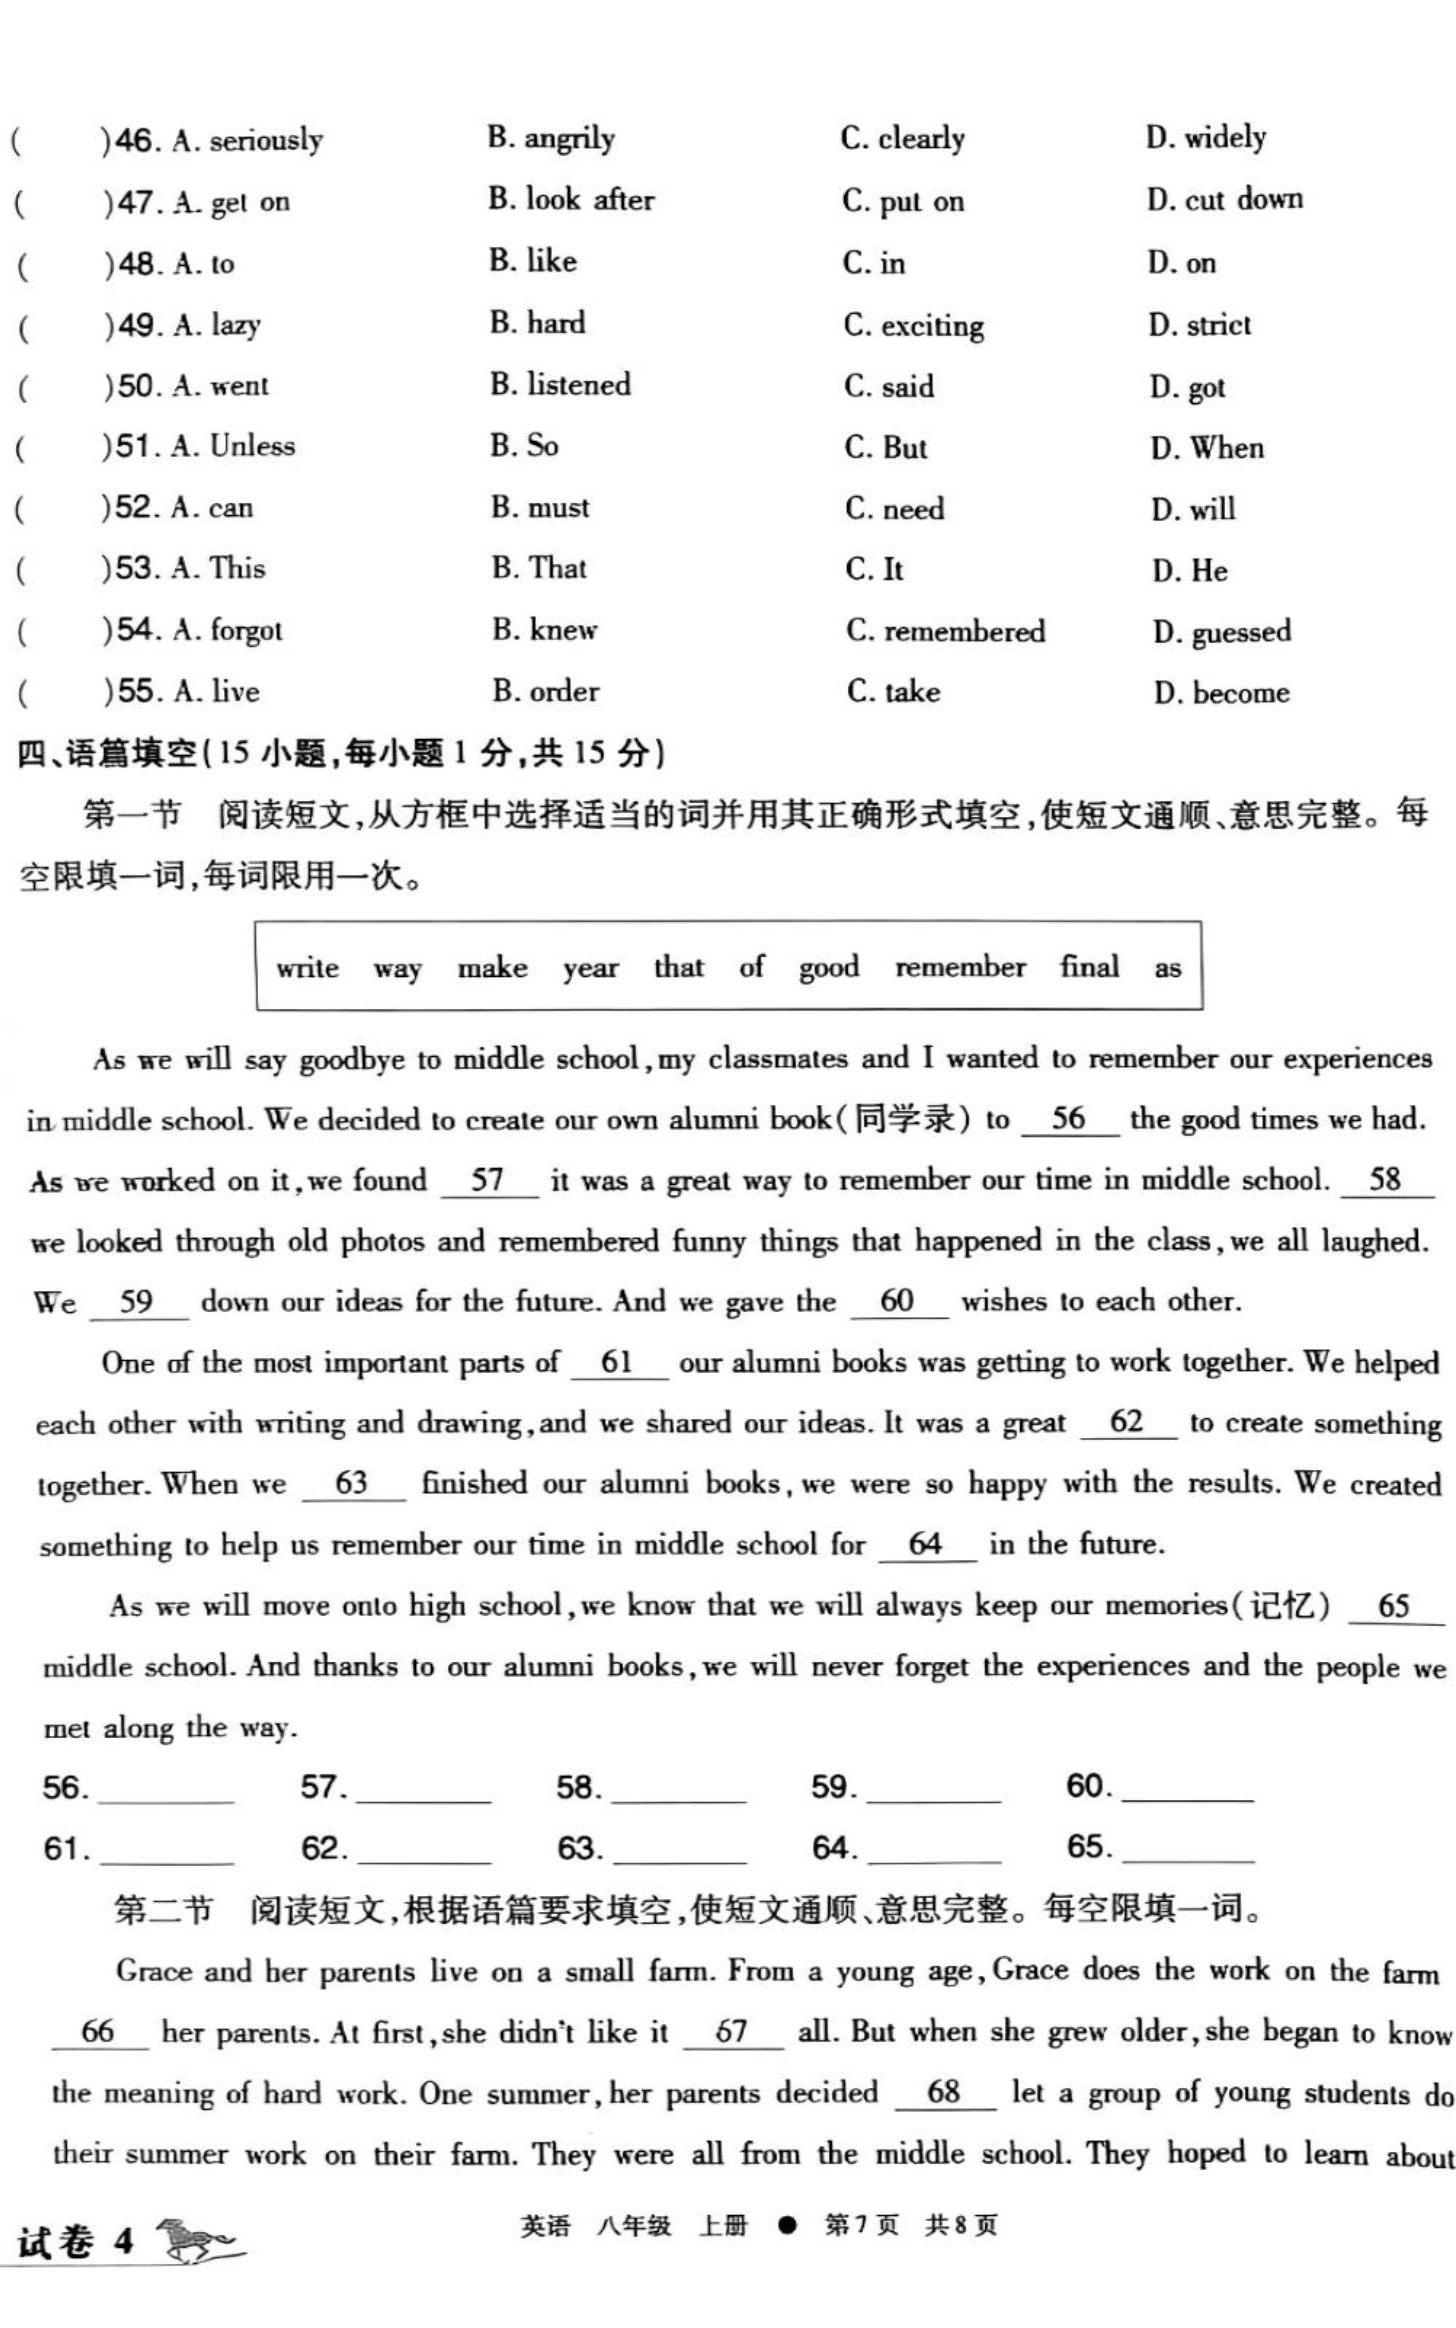 ( )46. A. seriously B. angrily C. clearly D. widely
( )47. A. get on B. look after C. put on D. cut down
( )48. A. to B. like C. in D. on
( )49. A. lazy B. hard C. exciting D. strict
( )50. A. went B. listened C. said D. got
( )51. A. Unless B. So C. But D. When
( )52. A. can B. must C. need D. will
( )53. A. This B. That C. It D. He
( )54. A. forgot B. knew C. remembered D. guessed
( )55. A. live B. order C. take D. become
四、语篇填空(15 小题,每小题 1 分,共 15 分)
第一节 阅读短文,从方框中选择适当的词并用其正确形式填空,使短文通顺、意思完整。每
空限填一词,每词限用一次。
write way make year that of good remember final as
As we will say goodbye to middle school,my classmates and I wanted to remember our experiences
in middle school. We decided to create our own alumni book(同学录) to 56 the good times we had.
As we worked on it,we found 57 it was a great way to remember our time in middle school. 58
we looked through old photos and remembered funny things that happened in the class,we all laughed.
We 59 down our ideas for the future. And we gave the 60 wishes to each other.
One of the most important parts of 61 our alumni books was getting to work together. We helped
each other with writing and drawing,and we shared our ideas. It was a great 62 to create something
together. When we 63 finished our alumni books,we were so happy with the results. We created
something to help us remember our time in middle school for 64 in the future.
As we will move onto high school,we know that we will always keep our memories(记忆) 65
middle school. And thanks to our alumni books,we will never forget the experiences and the people we
met along the way.
56. 57. 58. 59. 60.
61. 62. 63. 64. 65.
第二节 阅读短文,根据语篇要求填空,使短文通顺、意思完整。每空限填一词。
Grace and her parents live on a small farm. From a young age,Grace does the work on the farm
66 her parents. At first,she didn't like it 67 all. But when she grew older,she began to know
the meaning of hard work. One summer,her parents decided 68 let a group of young students do
their summer work on their farm. They were all from the middle school. They hoped to learn about
试卷 4 英语 八年级 上册 ● 第 7 页 共 8 页